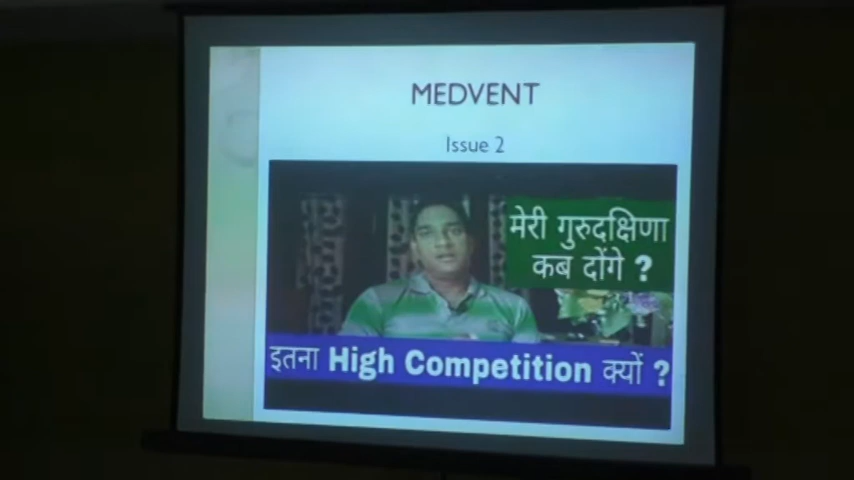 MEDVENT
Issue 2
मेरी गुरुदक्षिणा
कब दोंगे ?
इतना High Competition क्यों ?